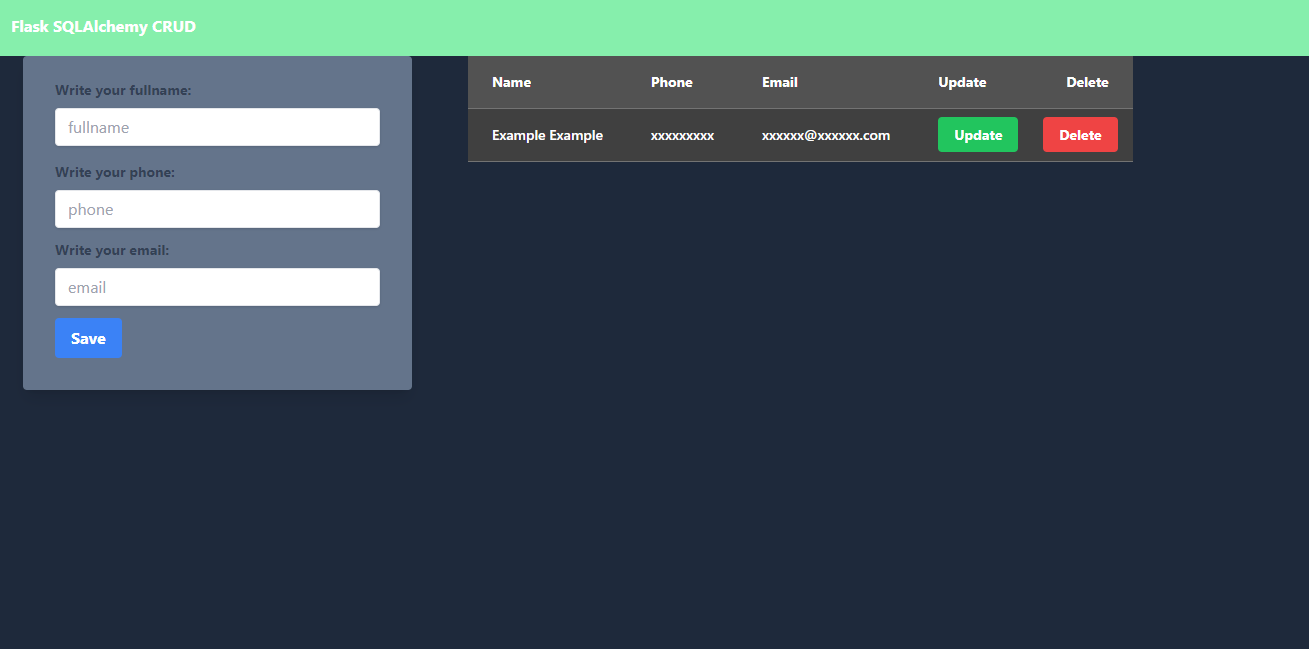 Flask SQLAlchemy CRUD
Write your fullname:
fullname
Write your phone:
phone
Write your email:
email
Save
Name Phone Email Update Delete
Example Example xxxxxxxxx xxxxxx@xxxxxx.com Update Delete